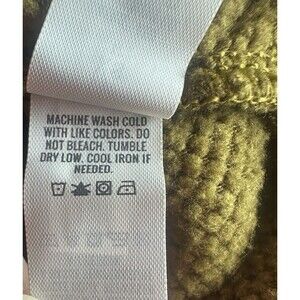 MACHINE WASH COLD
WITH LIKE COLORS. DO
NOT BLEACH. TUMBLE
DRY LOW. COOL IRON IF
NEEDED.